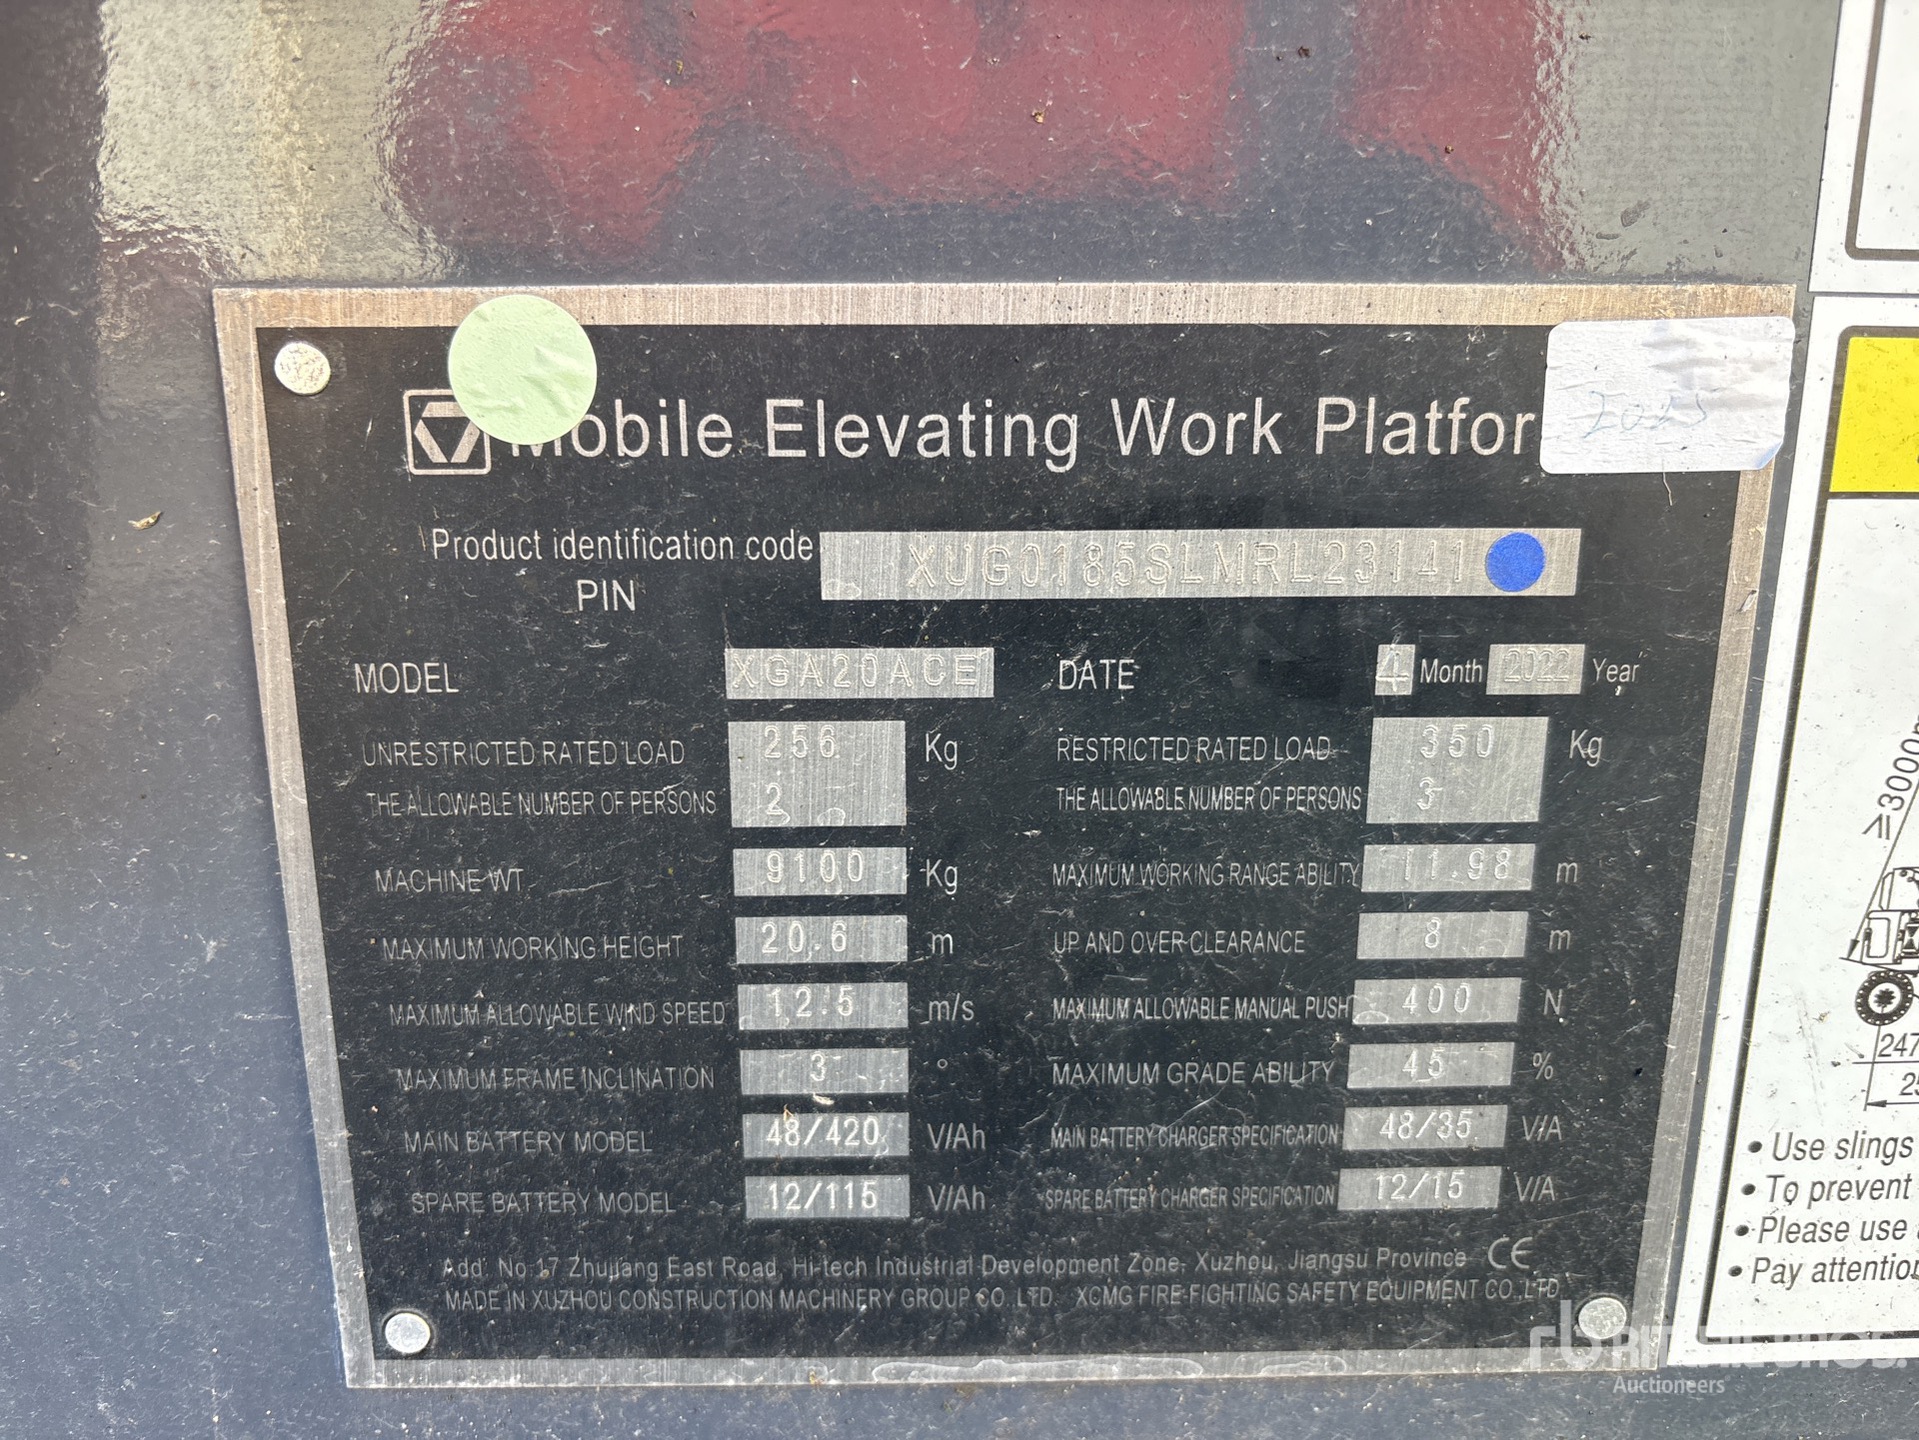 Mobile Elevating Work Platfor
2025
Product identification code XUG0185SLMRL23141
PIN
MODEL XGA20ACE DATE 4 Month 2022 Year
UNRESTRICTED RATED LOAD 256 Kg RESTRICTED RATED LOAD 350 Kg
THE ALLOWABLE NUMBER OF PERSONS 2 THE ALLOWABLE NUMBER OF PERSONS 3
MACHINE WT 9100 Kg MAXIMUM WORKING RANGE ABILITY 11.98 m
MAXIMUM WORKING HEIGHT 20.6 m UP AND OVER CLEARANCE 8 m
MAXIMUM ALLOWABLE WIND SPEED 12.5 m/s MAXIMUM ALLOWABLE MANUAL PUSH 400 N
MAXIMUM FRAME INCLINATION 3 ° MAXIMUM GRADE ABILITY 45 %
MAIN BATTERY MODEL 48/420 V/Ah MAIN BATTERY CHARGER SPECIFICATION 48/35 V/A
SPARE BATTERY MODEL 12/115 V/Ah SPARE BATTERY CHARGER SPECIFICATION 12/15 V/A
Add: No.17 Zhujiang East Road, Hi-tech Industrial Development Zone, Xuzhou, Jiangsu Province CE
MADE IN XUZHOU CONSTRUCTION MACHINERY GROUP CO.,LTD. XCMG FIRE-FIGHTING SAFETY EQUIPMENT CO.,LTD
≥3000
247
25
• Use slings
• To prevent
• Please use
• Pay attention
rb RITCHIE BROS.
Auctioneers